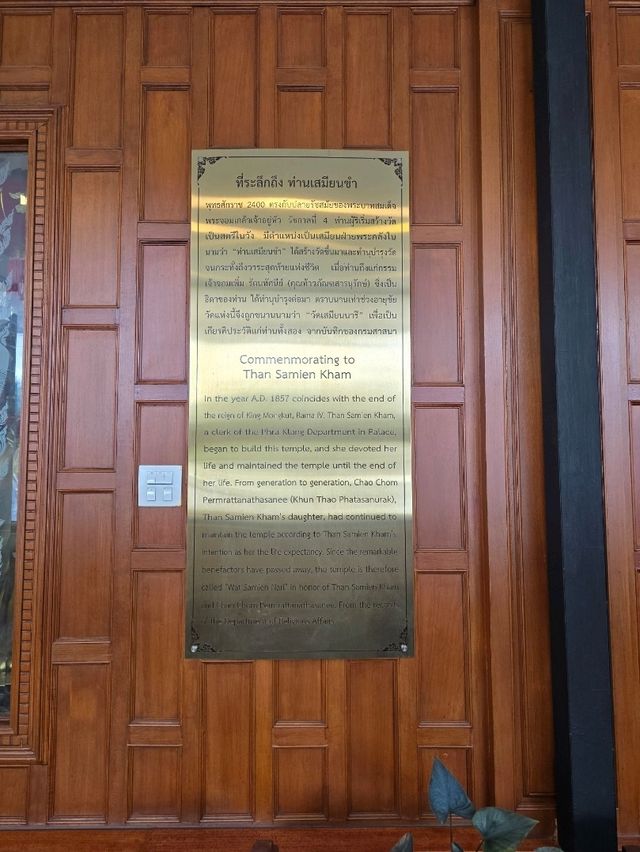 ที่ระลึกถึง ท่านเสมียนขำ
พุทธศักราช 2400 ตรงกับปลายรัชสมัยของพระบาทสมเด็จ
พระจอมเกล้าเจ้าอยู่หัว รัชกาลที่ 4 ท่านผู้ริเริ่มสร้างวัด
เป็นสตรีในวัง มีตำแหน่งเป็นเสมียนฝ่ายพระคลังใน
นามว่า "ท่านเสมียนขำ" ได้สร้างวัดขึ้นมาและทำนุบำรุงวัด
จนกระทั่งถึงวาระสุดท้ายแห่งชีวิต เมื่อท่านถึงแก่กรรม
เจ้าจอมเพิ่ม รัตนทัศนีย์ (คุณท้าวภัณฑสารนุรักษ์) ซึ่งเป็น
ธิดาของท่าน ได้ทำนุบำรุงต่อมา ตราบนานเท่าช่วงอายุขัย
วัดแห่งนี้จึงถูกขนานนามว่า "วัดเสมียนนารี" เพื่อเป็น
เกียรติประวัติแก่ท่านทั้งสอง จากบันทึกของกรมศาสนา
Commenmorating to
Than Samien Kham
In the year A.D. 1857 coincides with the end of
the reign of King Mongkut, Rama IV, Than Samien Kham,
a clerk of the Phra Klang Department in Palace,
began to build this temple, and she devoted her
life and maintained the temple until the end of
her life. From generation to generation, Chao Chom
Permrattanathasanee (Khun Thao Phatasanurak),
Than Samien Kham's daughter, had continued to
maintain the temple according to Than Samien Kham's
intention as her the life expectancy. Since the remarkable
benefactors have passed away, the temple is therefore
called "Wat Samien Nari" in honor of Than Samien Kham
and Chao Chom Permrattanathasanee. From the records
of the Department of Religious Affairs